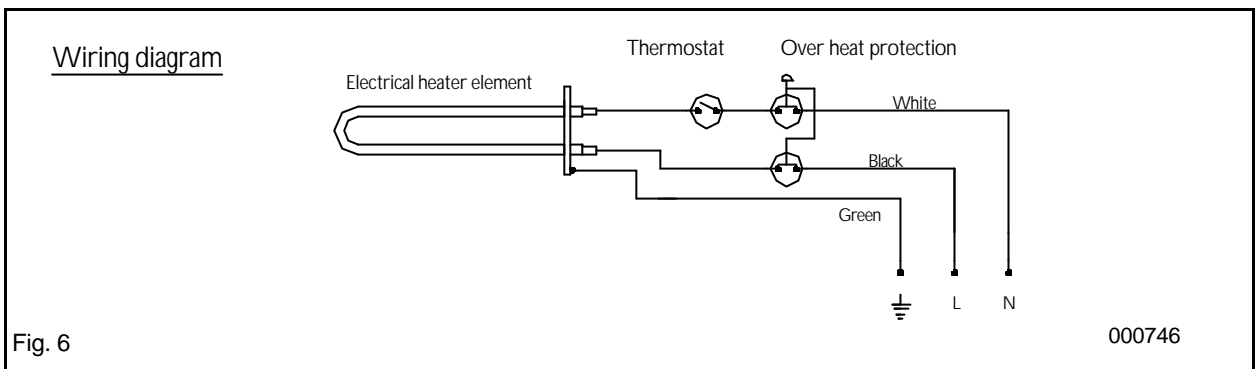 Wiring diagram
Thermostat
Over heat protection
Electrical heater element
White
Black
Green
L
N
Fig. 6
000746